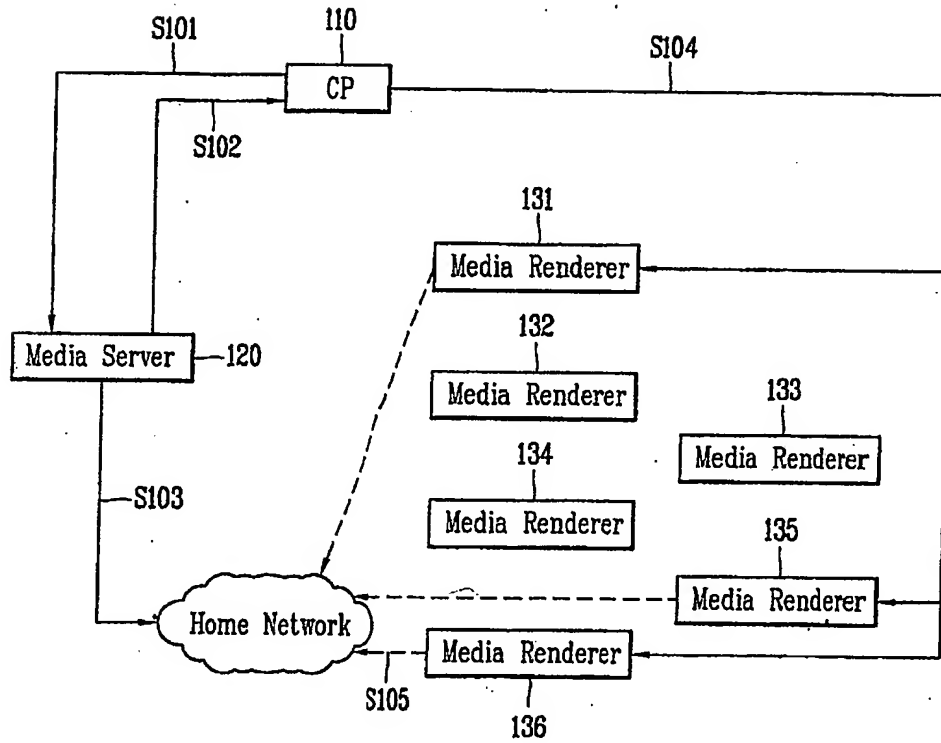 110
S101
S104
CP
S102
131
Media Renderer
132
Media Server
120
Media Renderer
133
134
Media Renderer
S103
Media Renderer
135
Home Network
Media Renderer
Media Renderer
S105
136